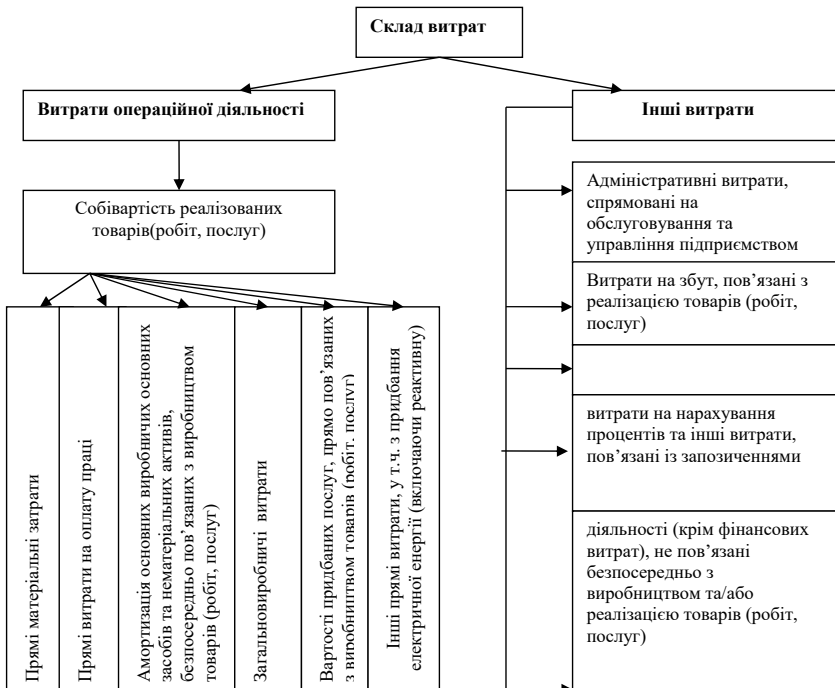 Склад витрат
Витрати операційної діяльності
Інші витрати
Собівартість реалізованих
товарів(робіт, послуг)
Прямі матеріальні затрати
Прямі витрати на оплату праці
Амортизація основних виробничих основних
засобів та нематеріальних активів,
безпосередньо пов’язаних з виробництвом
товарів (робіт, послуг)
Загальновиробничі витрати
Вартості придбаних послуг, прямо пов’язаних
з виробництвом товарів (робіт, послуг)
Інші прямі витрати, у т.ч. з придбання
електричної енергії (включаючи реактивну)
Адміністративні витрати,
спрямовані на
обслуговування та
управління підприємством
Витрати на збут, пов’язані з
реалізацією товарів (робіт,
послуг)
витрати на нарахування
процентів та інші витрати,
пов’язані із запозиченнями
діяльності (крім фінансових
витрат), не пов’язані
безпосередньо з
виробництвом та/або
реалізацією товарів (робіт,
послуг)